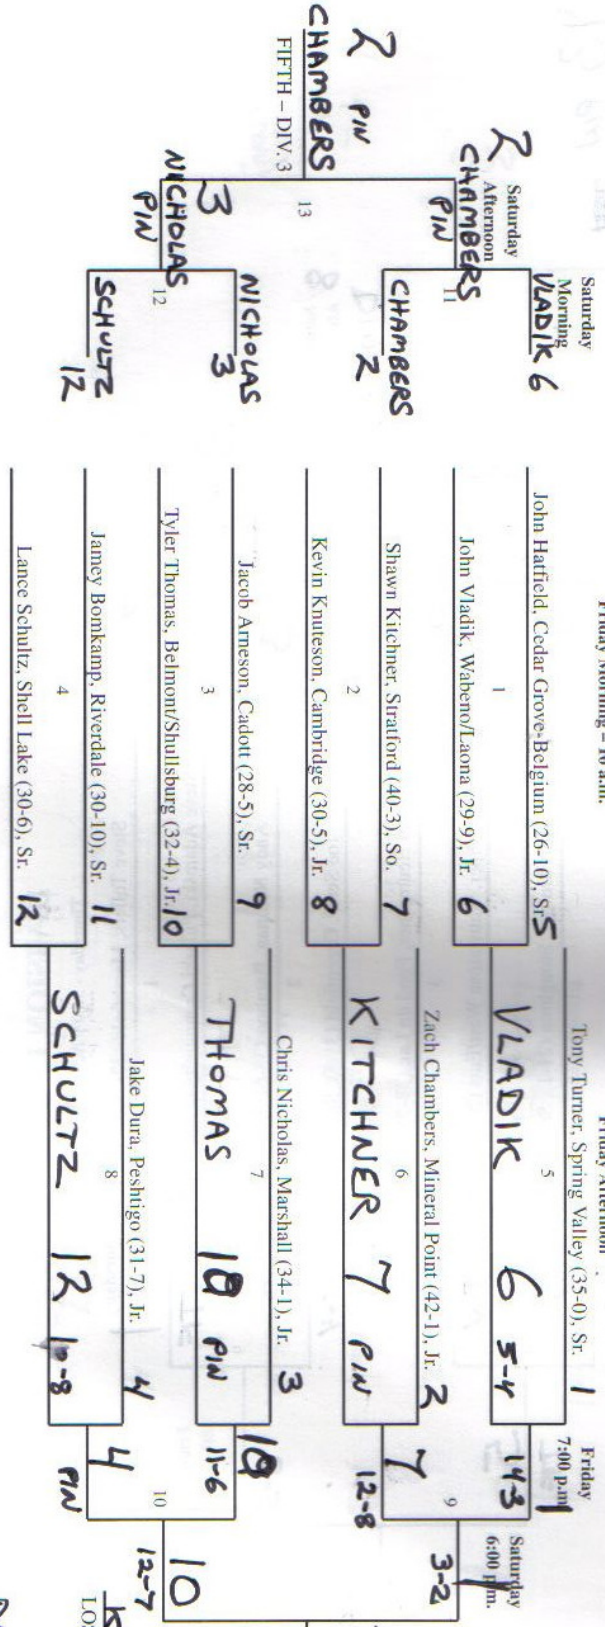 Saturday
Morning
VLADIK 6
Saturday
Afternoon
2 CHAMBERS
PIN
11
CHAMBERS
2
2 PIN
CHAMBERS
FIFTH – DIV. 3
13
NICHOLAS
3
3
NICHOLAS
PIN
12
SCHULTZ
12
Friday Morning – 10 a.m.
John Hatfield, Cedar Grove-Belgium (26-10), Sr. 5
1
John Vladik, Wabeno/Laona (29-9), Jr. 6
Shawn Kitchner, Stratford (40-3), So. 7
2
Kevin Knuteson, Cambridge (30-5), Jr. 8
Jacob Arneson, Cadott (28-5), Sr. 9
3
Tyler Thomas, Belmont/Shullsburg (32-4), Jr. 10
Jamey Bomkamp, Riverdale (30-10), Sr. 11
4
Lance Schultz, Shell Lake (30-6), Sr. 12
Friday Afternoon
Tony Turner, Spring Valley (35-0), Sr. 1
5
VLADIK 6 5-4
Zach Chambers, Mineral Point (42-1), Jr. 2
6
KITCHNER 7 PIN
Chris Nicholas, Marshall (34-1), Jr. 3
7
THOMAS 10 PIN
Jake Dura, Peshtigo (31-7), Jr. 4
8
SCHULTZ 12 10-8
Friday
7:00 p.m.
1
14-3
9
7
12-8
10
11-6
10
4
PIN
Saturday
6:00 p.m.
1
3-2
10
12-7